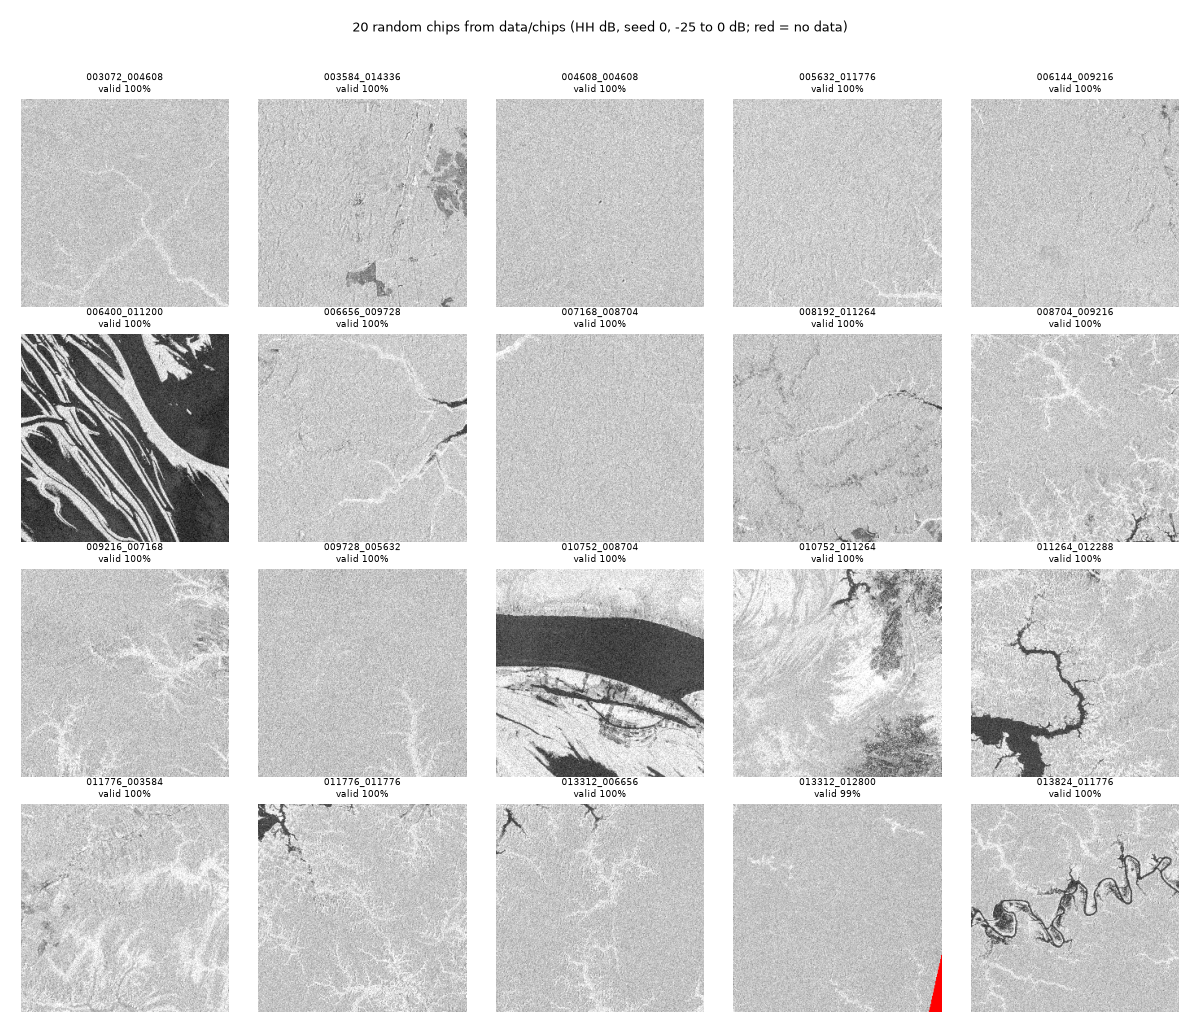 20 random chips from data/chips (HH dB, seed 0, -25 to 0 dB; red = no data)
003072_004608
valid 100%
003584_014336
valid 100%
004608_004608
valid 100%
005632_011776
valid 100%
006144_009216
valid 100%
006400_011200
valid 100%
006656_009728
valid 100%
007168_008704
valid 100%
008192_011264
valid 100%
008704_009216
valid 100%
009216_007168
valid 100%
009728_005632
valid 100%
010752_008704
valid 100%
010752_011264
valid 100%
011264_012288
valid 100%
011776_003584
valid 100%
011776_011776
valid 100%
013312_006656
valid 100%
013312_012800
valid 99%
013824_011776
valid 100%